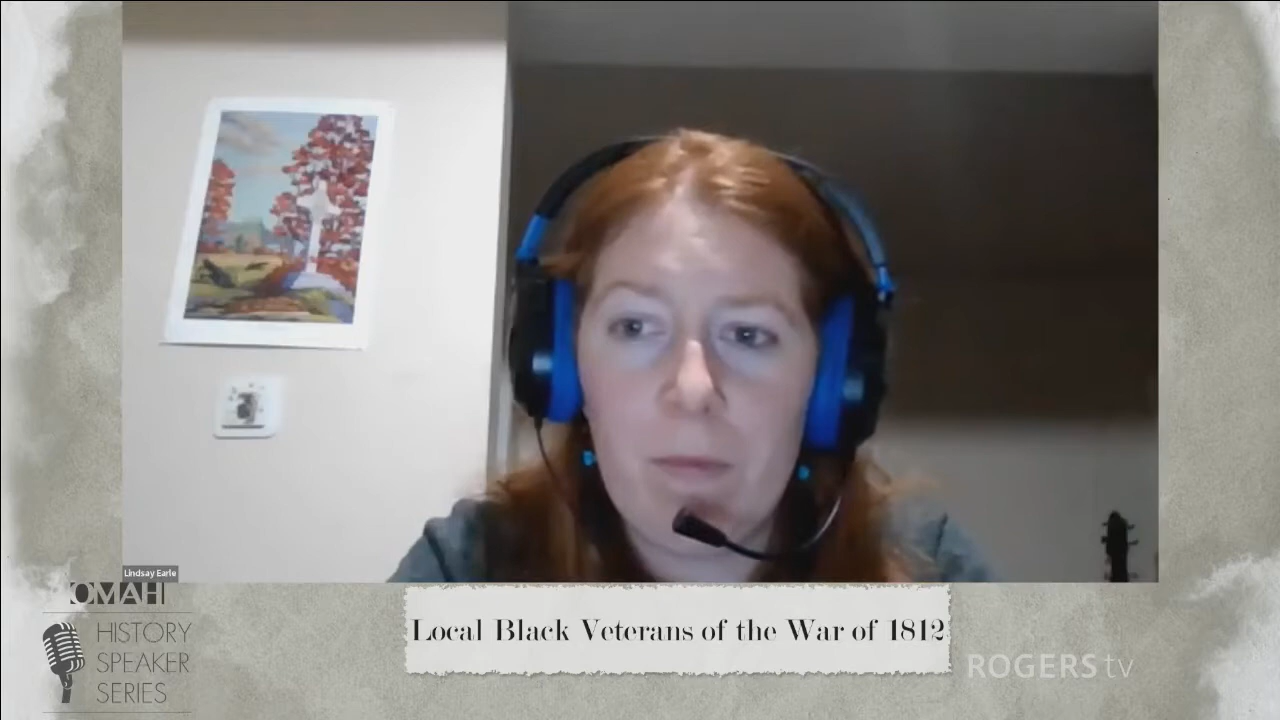 Lindsay Earle
OMAH
HISTORY
SPEAKER
SERIES
Local Black Veterans of the War of 1812
ROGERS tv